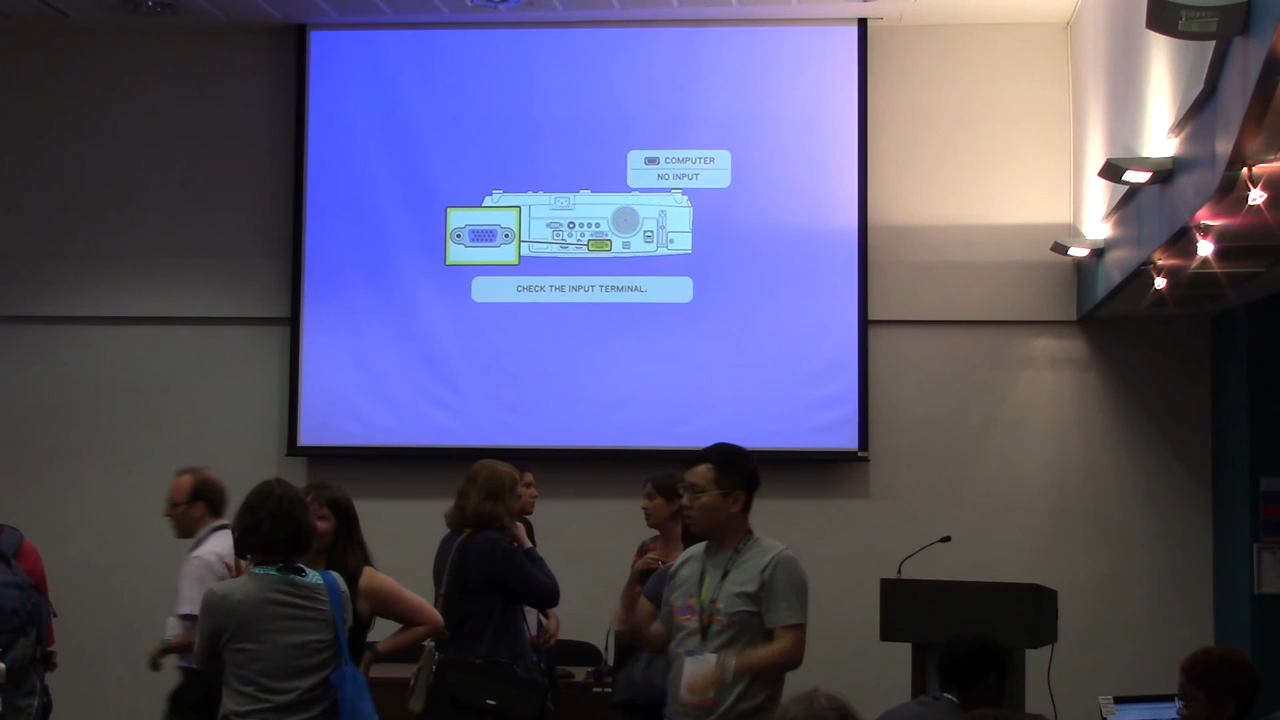 COMPUTER
NO INPUT
CHECK THE INPUT TERMINAL.